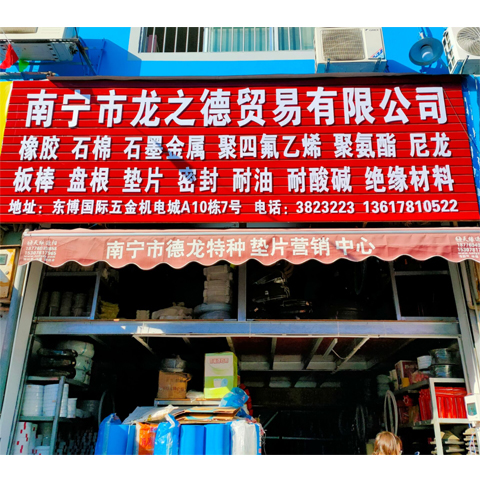 南宁市龙之德贸易有限公司
橡胶 石棉 石墨金属 聚四氟乙烯 聚氨酯 尼龙
板棒 盘根 垫片 密封 耐油 耐酸碱 绝缘材料
地址：东博国际五金机电城A10栋7号 电话：3823223 13617810522
南宁市德龙特种垫片营销中心